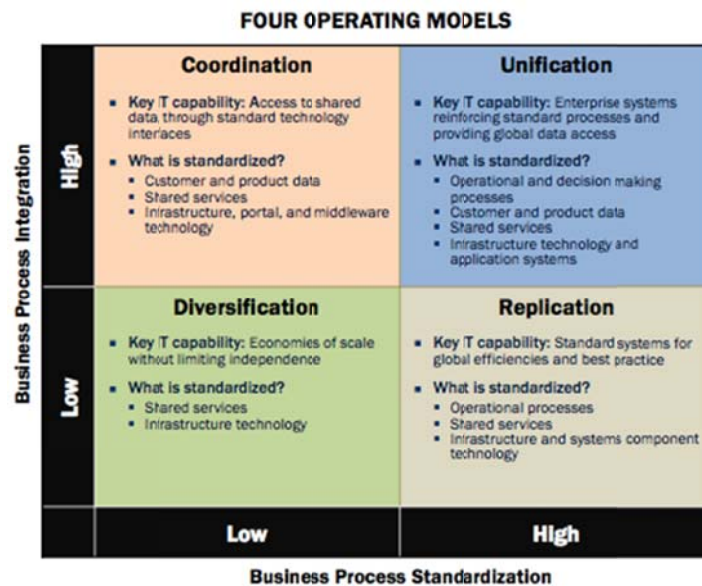 FOUR OPERATING MODELS
Business Process Integration
High
Coordination
▪ Key IT capability: Access to shared
data, through standard technology
interfaces
▪ What is standardized?
▪ Customer and product data
▪ Shared services
▪ Infrastructure, portal, and middleware
technology
Unification
▪ Key IT capability: Enterprise systems
reinforcing standard processes and
providing global data access
▪ What is standardized?
▪ Operational and decision making
processes
▪ Customer and product data
▪ Shared services
▪ Infrastructure technology and
application systems
Low
Diversification
▪ Key IT capability: Economies of scale
without limiting independence
▪ What is standardized?
▪ Shared services
▪ Infrastructure technology
Replication
▪ Key IT capability: Standard systems for
global efficiencies and best practice
▪ What is standardized?
▪ Operational processes
▪ Shared services
▪ Infrastructure and systems component
technology
Low
High
Business Process Standardization